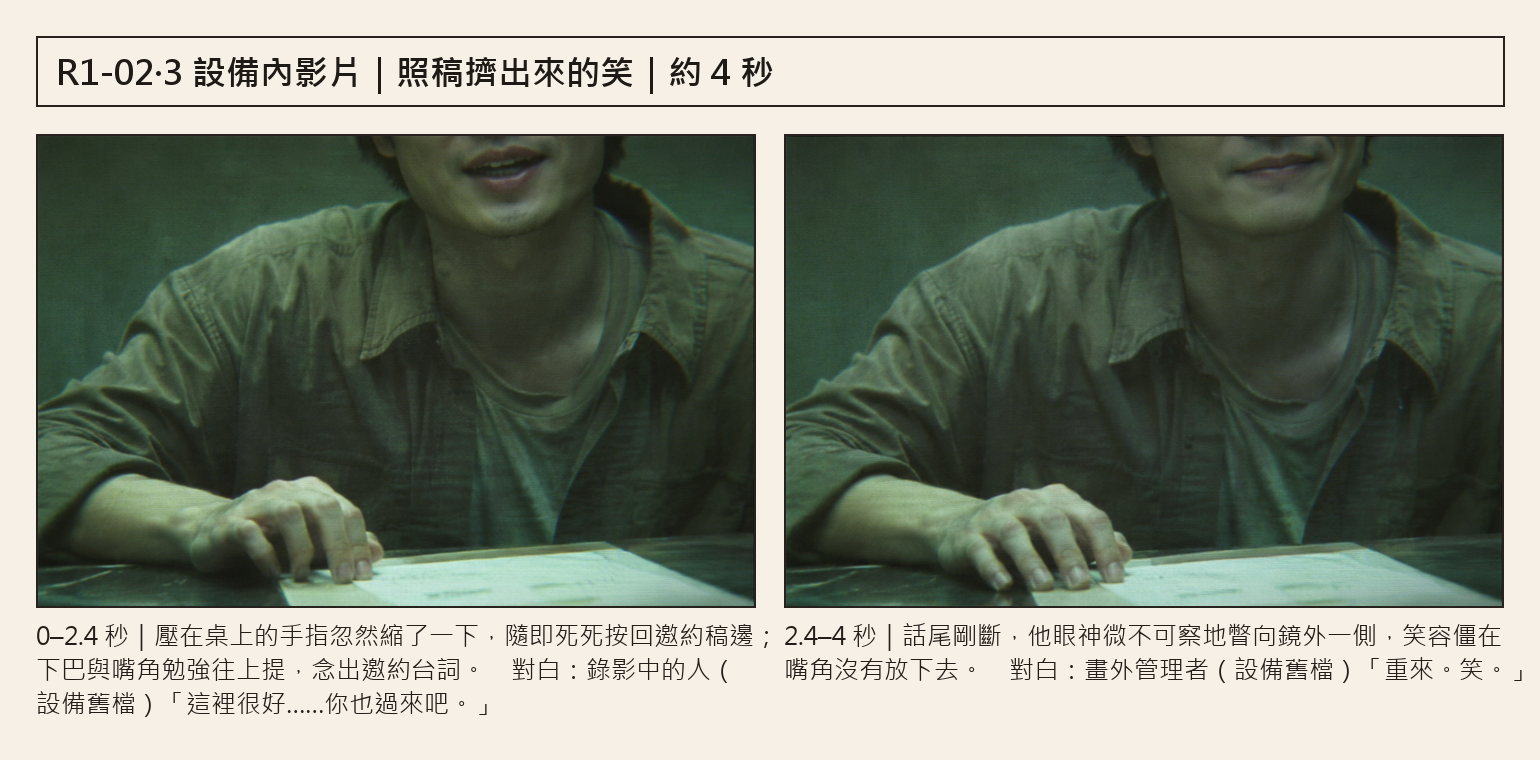 R1-02·3 設備內影片｜照稿擠出來的笑｜約 4 秒
0–2.4 秒｜壓在桌上的手指忽然縮了一下，隨即死死按回邀約稿邊；
下巴與嘴角勉強往上提，念出邀約台詞。　對白：錄影中的人（
設備舊檔）「這裡很好……你也過來吧。」
2.4–4 秒｜話尾剛斷，他眼神微不可察地瞥向鏡外一側，笑容僵在
嘴角沒有放下去。　對白：畫外管理者（設備舊檔）「重來。笑。」